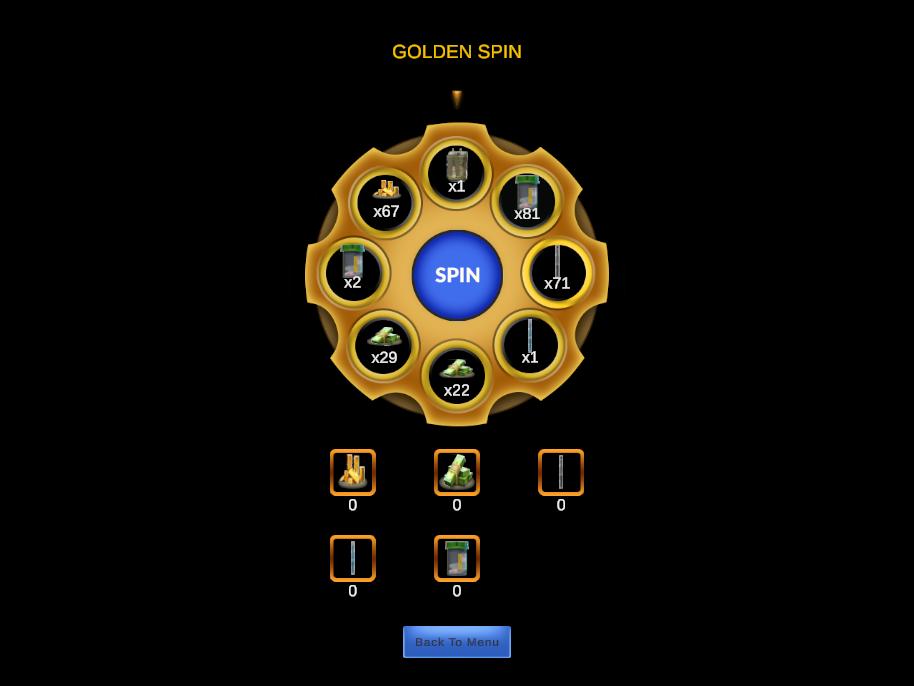 GOLDEN SPIN
x1
x67
x81
x2
SPIN
x71
x29
x1
x22
0
0
0
0
0
Back To Menu